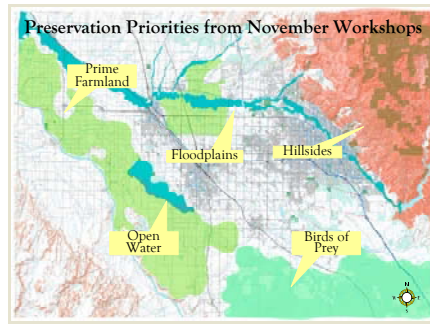 Preservation Priorities from November Workshops
Prime
Farmland
Floodplains
Hillsides
Open
Water
Birds of
Prey
N